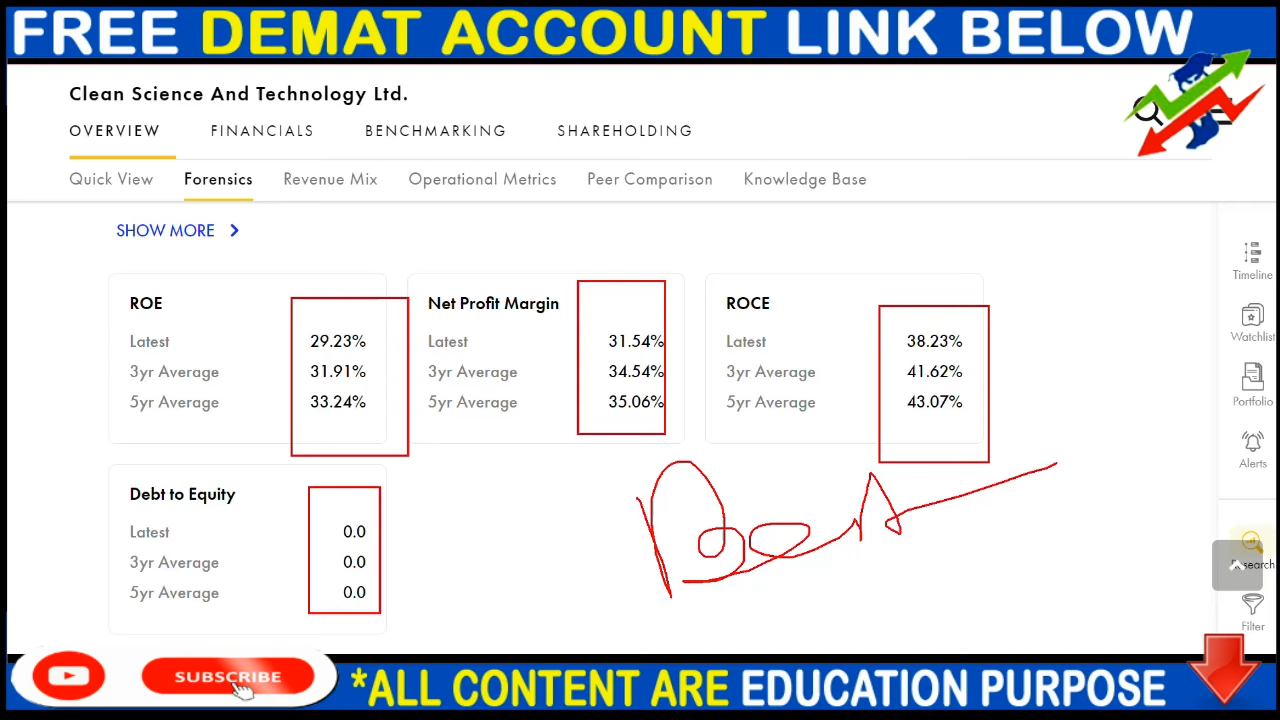 FREE DEMAT ACCOUNT LINK BELOW
Clean Science And Technology Ltd.
OVERVIEW FINANCIALS BENCHMARKING SHAREHOLDING
Quick View Forensics Revenue Mix Operational Metrics Peer Comparison Knowledge Base
SHOW MORE
ROE
Latest 29.23%
3yr Average 31.91%
5yr Average 33.24%
Net Profit Margin
Latest 31.54%
3yr Average 34.54%
5yr Average 35.06%
ROCE
Latest 38.23%
3yr Average 41.62%
5yr Average 43.07%
Debt to Equity
Latest 0.0
3yr Average 0.0
5yr Average 0.0
Timeline
Watchlist
Portfolio
Alerts
Filter
SUBSCRIBE
*ALL CONTENT ARE EDUCATION PURPOSE